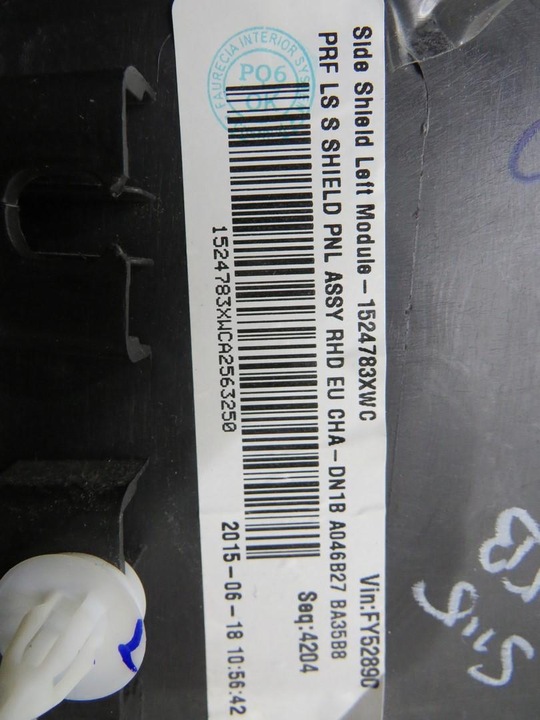 Side Shield Left Module - 1524783XWC Vin:FY5289C
PRF LS S SHIELD PNL ASSY RHD EU CHA-DN1B A046B27 BA35B8
Seq:4204
FAURECIA INTERIOR SYS
PO6
OK
1524783XWCA2563250 2015-06-18 10:56:42